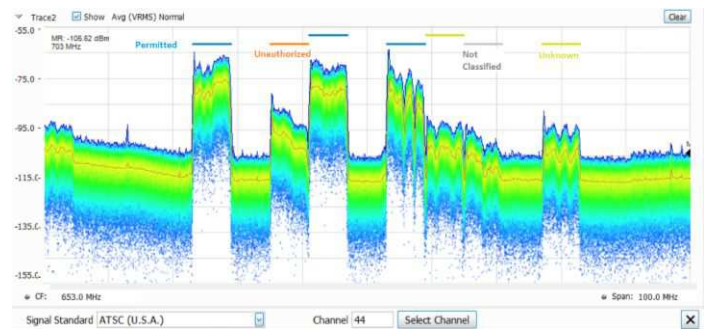 Trace2 Show Avg (VRMS) Normal Clear
-55.0
MR: -106.62 dBm
703 MHz
Permitted
Unauthorized
Not
Classified
Unknown
-75.0
-95.0
M
-115.0
-135.0
-155.0
CF: 653.0 MHz Span: 100.0 MHz
Signal Standard ATSC (U.S.A.) Channel 44 Select Channel X